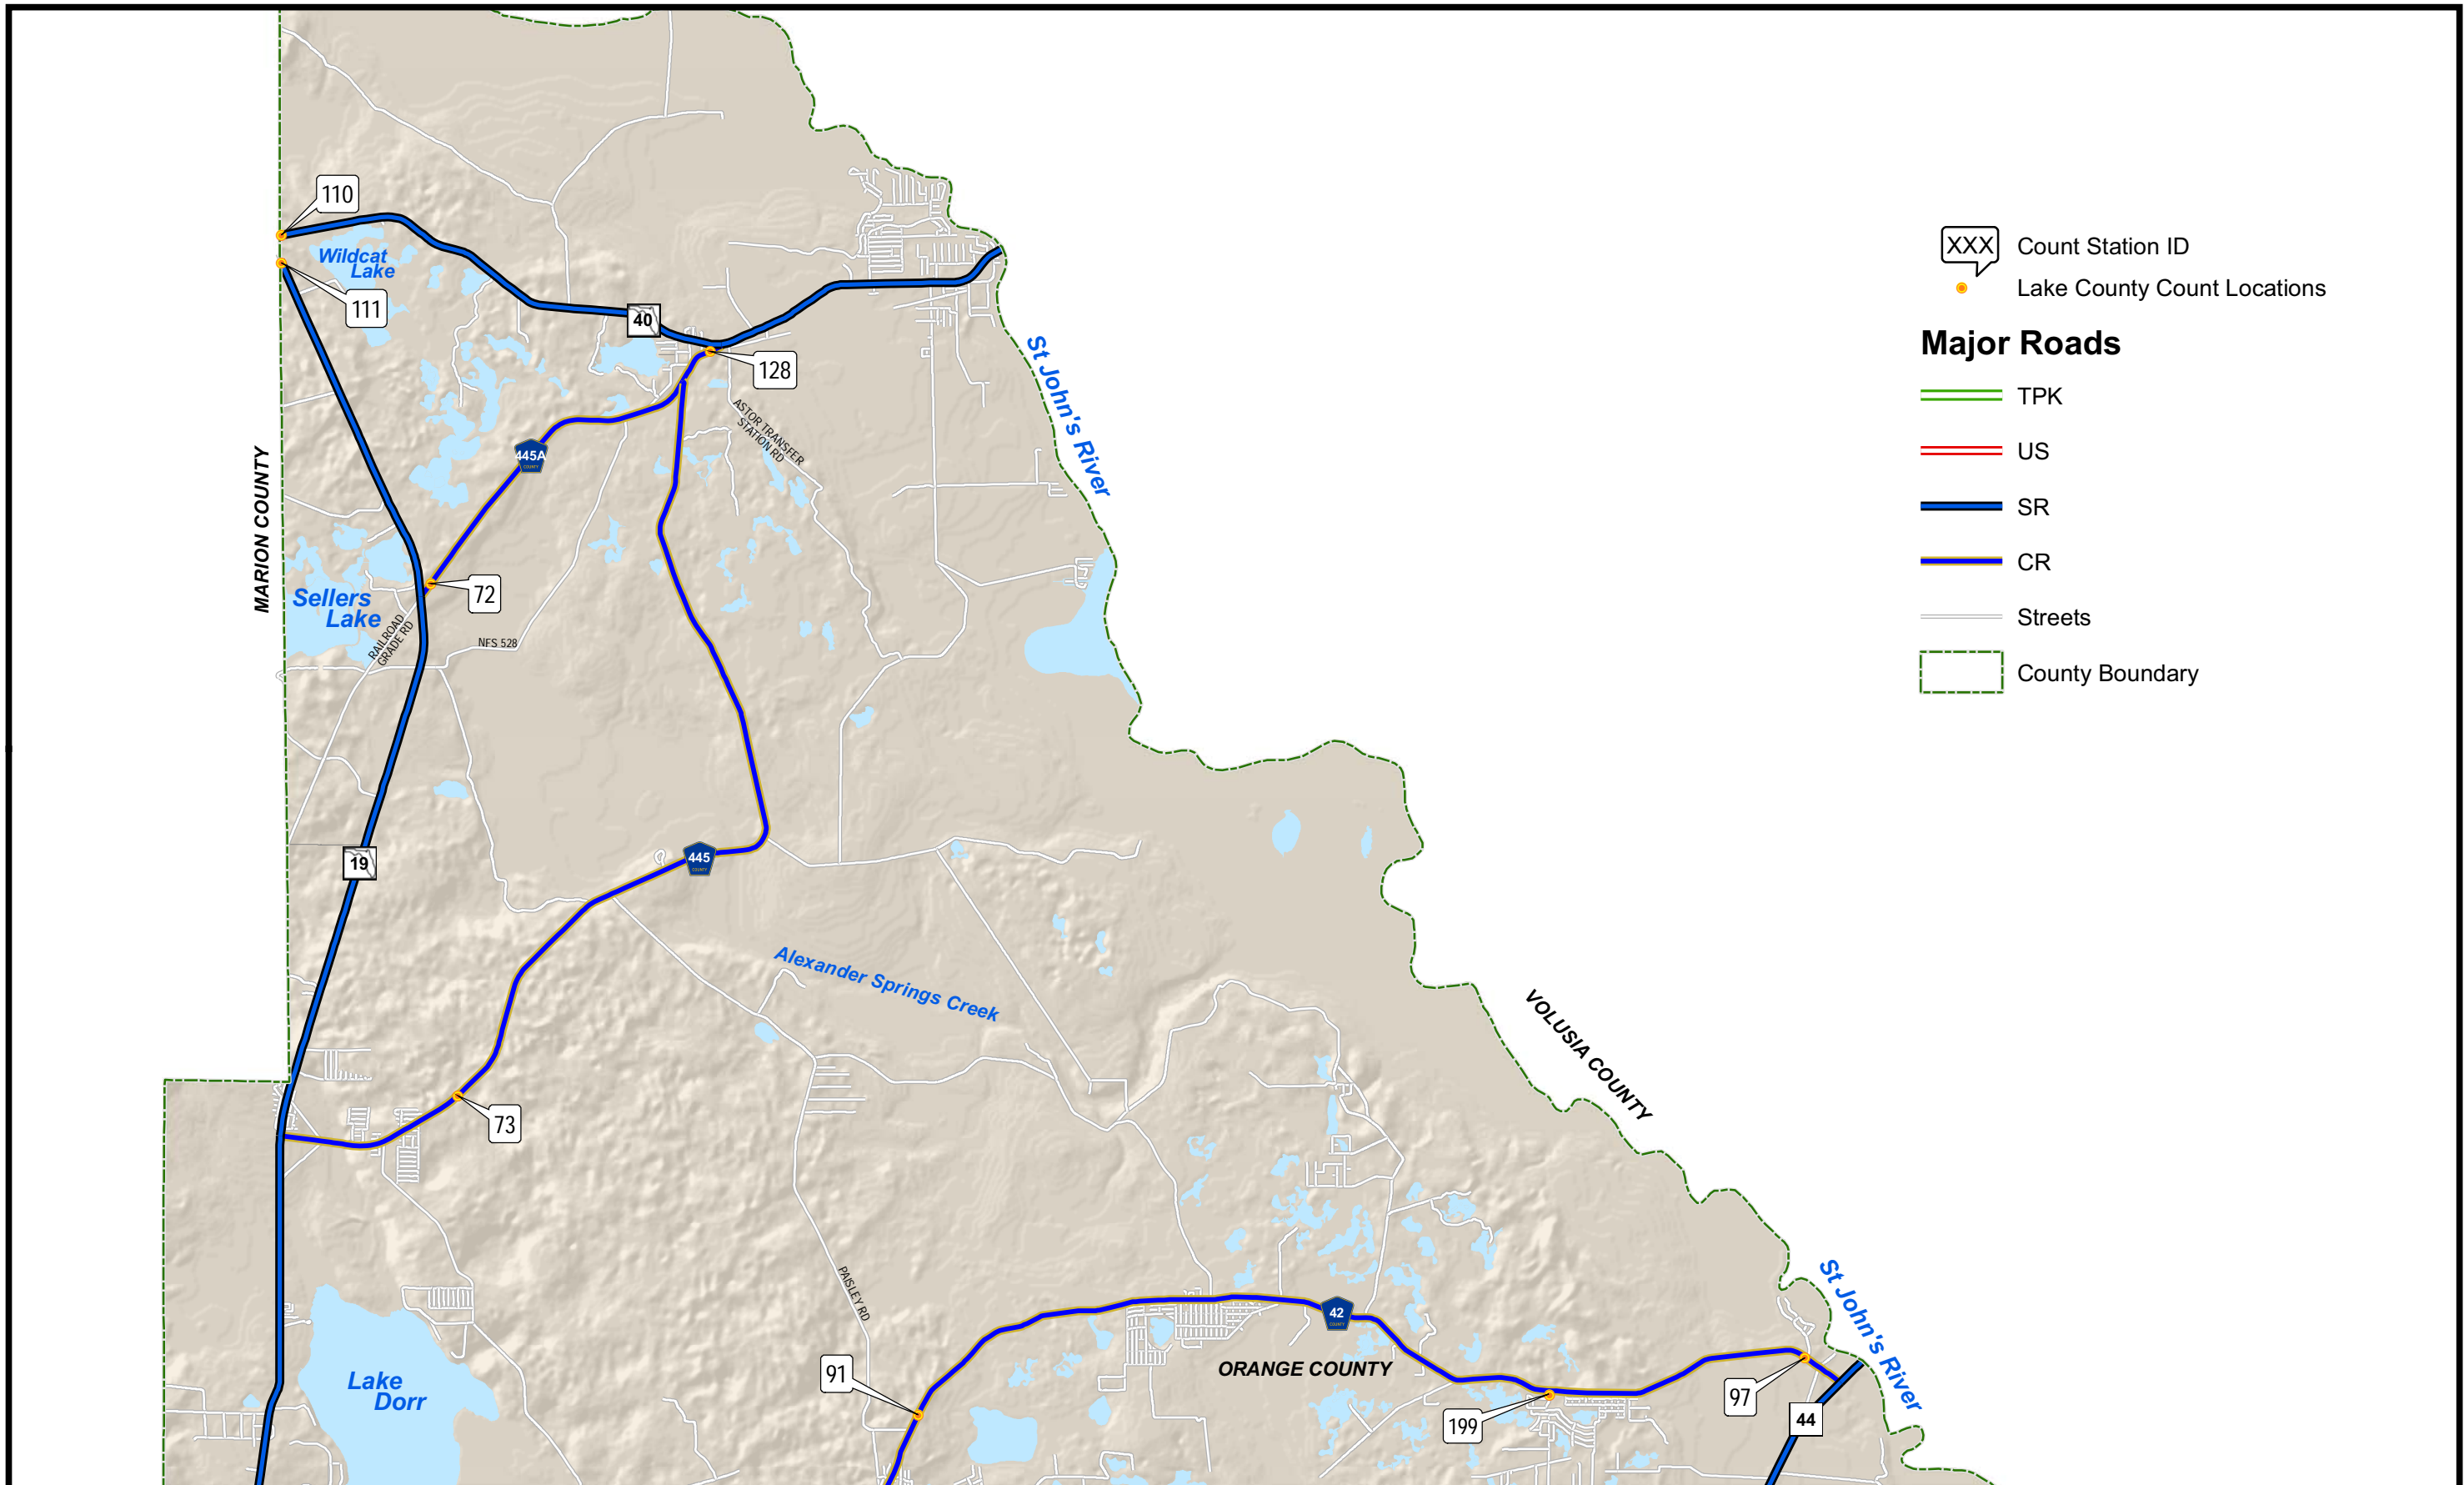 110
Wildcat
Lake
111
40
128
ASTOR TRANSFER
STATION RD
St John's River
445A
COUNTY
MARION COUNTY
72
Sellers
Lake
RAILROAD
GRADE RD
NFS 528
19
445
COUNTY
Alexander Springs Creek
VOLUSIA COUNTY
73
PAISLEY RD
St John's River
42
COUNTY
ORANGE COUNTY
91
Lake
Dorr
97
199
44
XXX Count Station ID
Lake County Count Locations
Major Roads
TPK
US
SR
CR
Streets
County Boundary